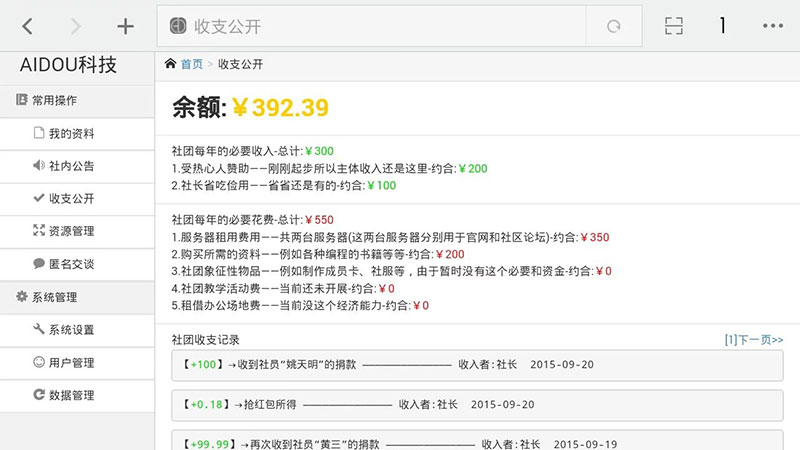 收支公开
1
AIDOU科技
常用操作
我的资料
社内公告
收支公开
资源管理
匿名交谈
系统管理
系统设置
用户管理
数据管理
首页 > 收支公开
余额:￥392.39
社团每年的必要收入-总计:￥300
1.受热心人赞助——刚刚起步所以主体收入还是这里-约合:￥200
2.社长省吃俭用——省省还是有的-约合:￥100
社团每年的必要花费-总计:￥550
1.服务器租用费用——共两台服务器(这两台服务器分别用于官网和社区论坛)-约合:￥350
2.购买所需的资料——例如各种编程的书籍等等-约合:￥200
3.社团象征性物品——例如制作成员卡、社服等，由于暂时没有这个必要和资金-约合:￥0
4.社团教学活动费——当前还未开展-约合:￥0
5.租借办公场地费——当前没这个经济能力-约合:￥0
社团收支记录 [1]下一页>>
【+100】→收到社员“姚天明”的捐款 —————————————— 收入者:社长 2015-09-20
【+0.18】→抢红包所得 —————————————— 收入者:社长 2015-09-20
【+99.99】→再次收到社员“黄三”的捐款 —————————————— 收入者:社长 2015-09-19